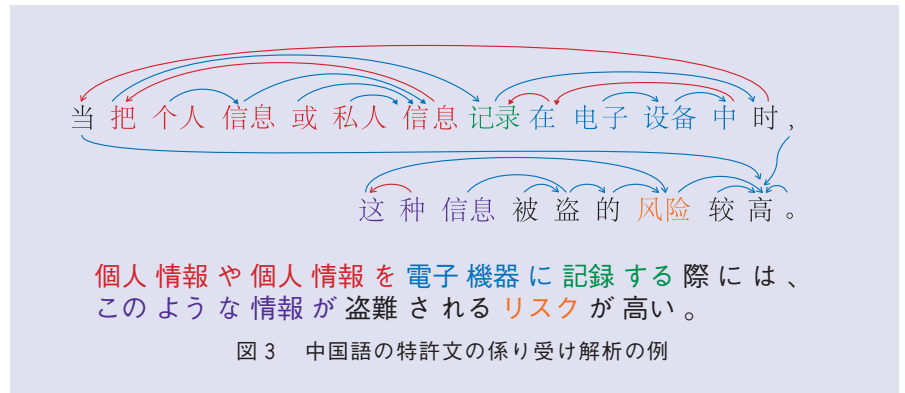 当 把 个人 信息 或 私人 信息 记录 在 电子 设备 中 时 ,
这 种 信息 被 盗 的 风险 较 高 。
個人 情報 や 個人 情報 を 電子 機器 に 記録 する 際 に は 、
この よう な 情報 が 盗難 さ れる リスク が 高い 。
図 3 中国語の特許文の係り受け解析の例